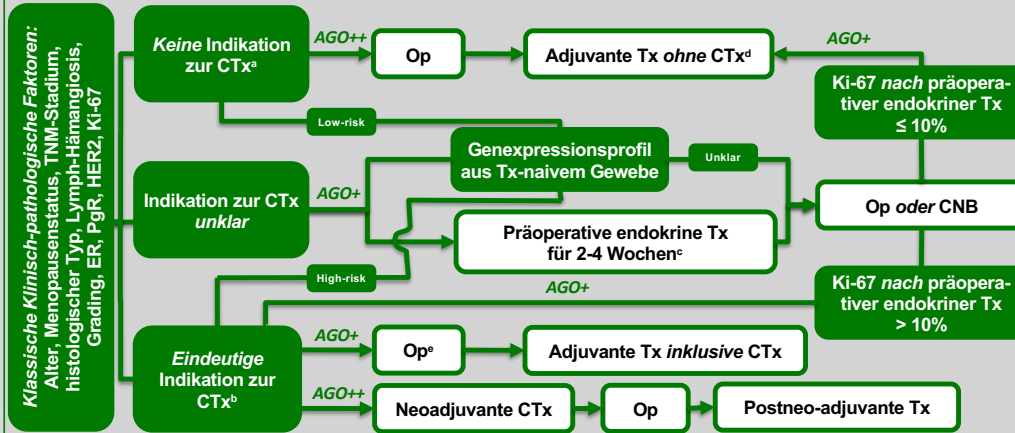 Klassische Klinisch-pathologische Faktoren:
Alter, Menopausenstatus, TNM-Stadium,
histologischer Typ, Lymph-Hämangiosis,
Grading, ER, PgR, HER2, Ki-67
Keine Indikation
zur CTxᵃ
AGO++
Op
Adjuvante Tx ohne CTxᵈ
AGO+
Ki-67 nach präopera-
tiver endokriner Tx
≤ 10%
Low-risk
Genexpressionsprofil
aus Tx-naivem Gewebe
Unklar
Indikation zur CTx
unklar
AGO+
Op oder CNB
Präoperative endokrine Tx
für 2-4 Wochenᶜ
High-risk
AGO+
Ki-67 nach präopera-
tiver endokriner Tx
> 10%
Eindeutige
Indikation zur
CTxᵇ
AGO+
Opᵉ
Adjuvante Tx inklusive CTx
AGO++
Neoadjuvante CTx
Op
Postneo-adjuvante Tx